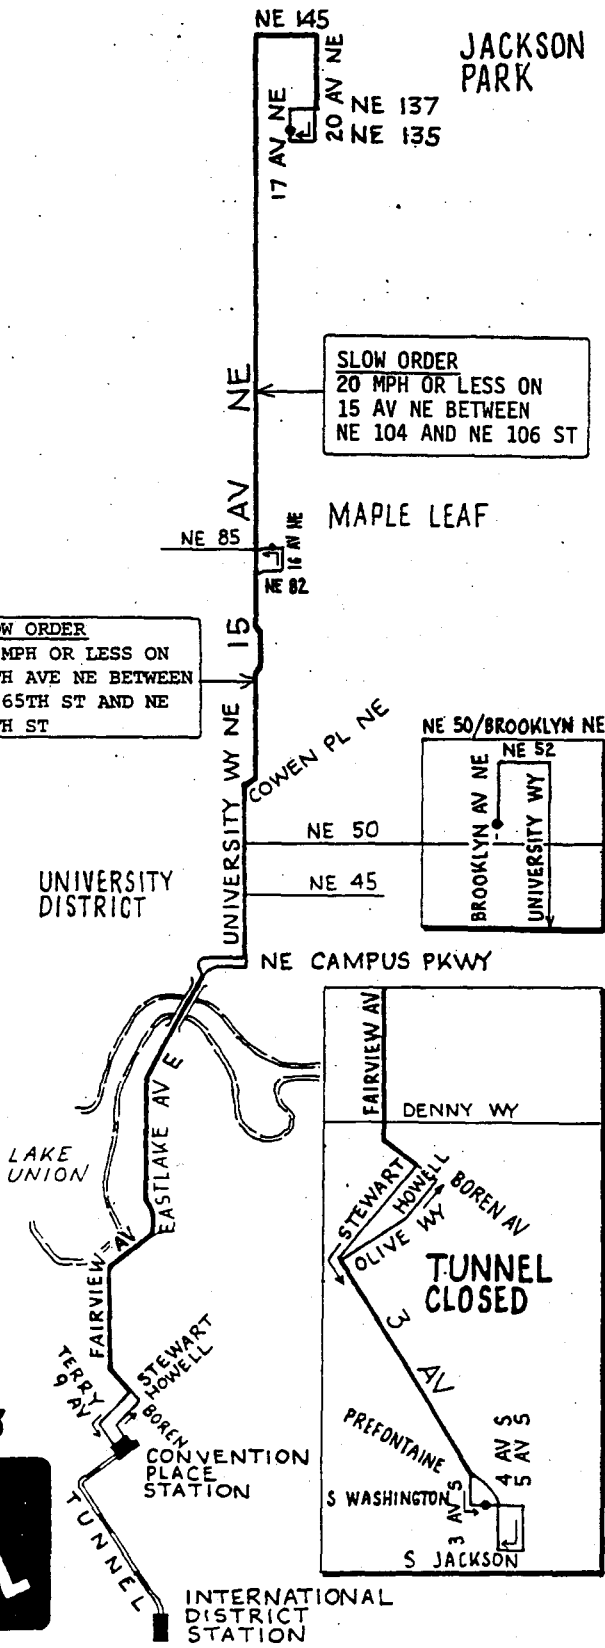 NE 145
JACKSON
PARK
20 AV NE
17 AV NE
NE 137
NE 135
SLOW ORDER
20 MPH OR LESS ON
15 AV NE BETWEEN
NE 104 AND NE 106 ST
15 AV NE
MAPLE LEAF
NE 85
16 AV NE
NE 82
ORDER
MPH OR LESS ON
AVE NE BETWEEN
65TH ST AND NE
ST
UNIVERSITY WY NE
COWEN PL NE
NE 50/BROOKLYN NE
NE 52
BROOKLYN AV NE
UNIVERSITY WY
NE 50
NE 45
UNIVERSITY
DISTRICT
NE CAMPUS PKWY
EASTLAKE AV E
LAKE
UNION
FAIRVIEW AV
TERRY
9 AV
STEWART
HOWELL
BOREN
CONVENTION
PLACE
STATION
TUNNEL
INTERNATIONAL
DISTRICT
STATION
FAIRVIEW AV
DENNY WY
STEWART
HOWELL
BOREN AV
OLIVE WY
TUNNEL
CLOSED
3 AV
PREFONTAINE
4 AV S
5 AV S
S WASHINGTON
3 AV S
S JACKSON